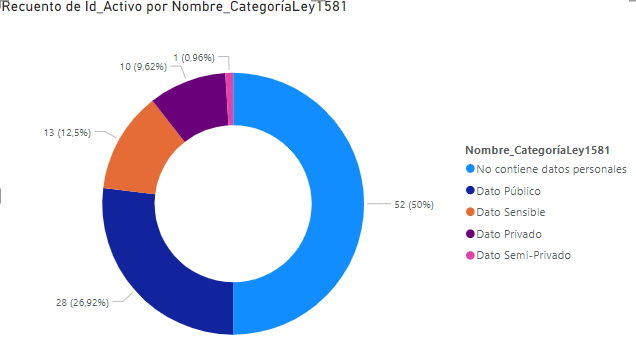 Recuento de Id_Activo por Nombre_CategoríaLey1581
1 (0,96%)
10 (9,62%)
13 (12,5%)
52 (50%)
28 (26,92%)
Nombre_CategoríaLey1581
No contiene datos personales
Dato Público
Dato Sensible
Dato Privado
Dato Semi-Privado